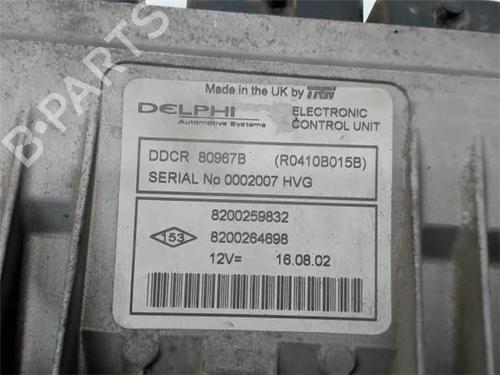 Made in the UK by TRW
DELPHI
Automotive Systems
ELECTRONIC
CONTROL UNIT
DDCR 80967B (R0410B015B)
SERIAL No 0002007 HVG
8200259832
153
8200264698
12V= 16.08.02
B-PARTS